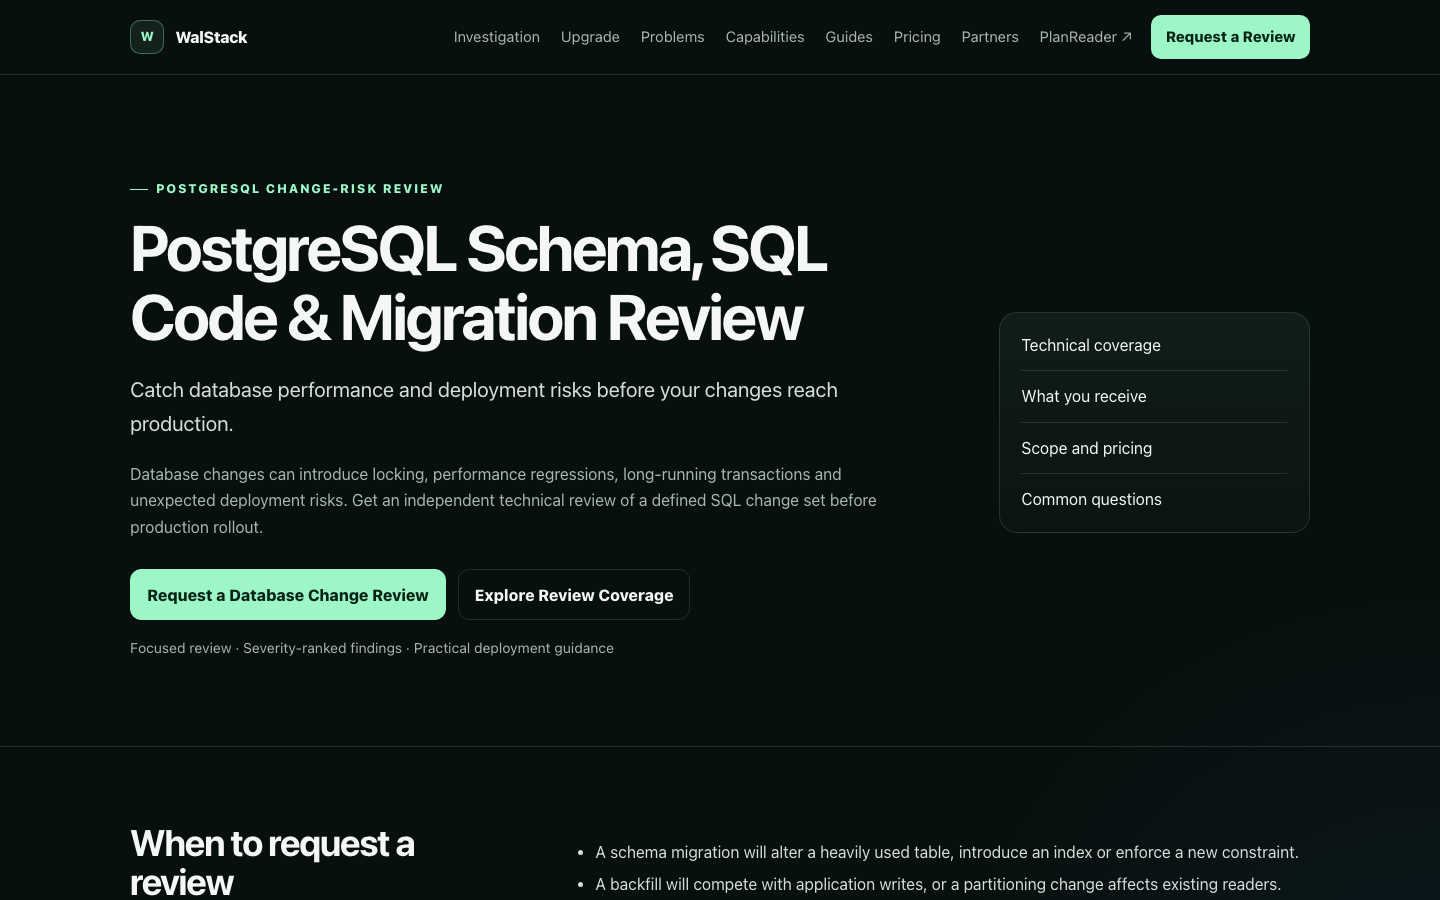 W
WalStack
Investigation Upgrade Problems Capabilities Guides Pricing Partners PlanReader ↗ Request a Review
POSTGRESQL CHANGE-RISK REVIEW
PostgreSQL Schema, SQL
Code & Migration Review
Catch database performance and deployment risks before your changes reach
production.
Database changes can introduce locking, performance regressions, long-running transactions and
unexpected deployment risks. Get an independent technical review of a defined SQL change set before
production rollout.
Request a Database Change Review
Explore Review Coverage
Focused review · Severity-ranked findings · Practical deployment guidance
Technical coverage
What you receive
Scope and pricing
Common questions
When to request a
review
• A schema migration will alter a heavily used table, introduce an index or enforce a new constraint.
• A backfill will compete with application writes, or a partitioning change affects existing readers.